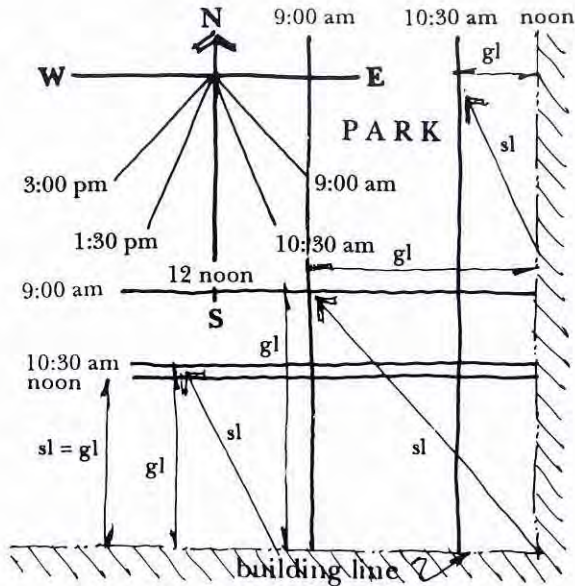 9:00 am 10:30 am noon
N
W E
gl
PARK
sl
3:00 pm 9:00 am
1:30 pm 10:30 am
gl
12 noon
9:00 am
S
gl
10:30 am
noon
sl = gl
gl
sl
sl
building line